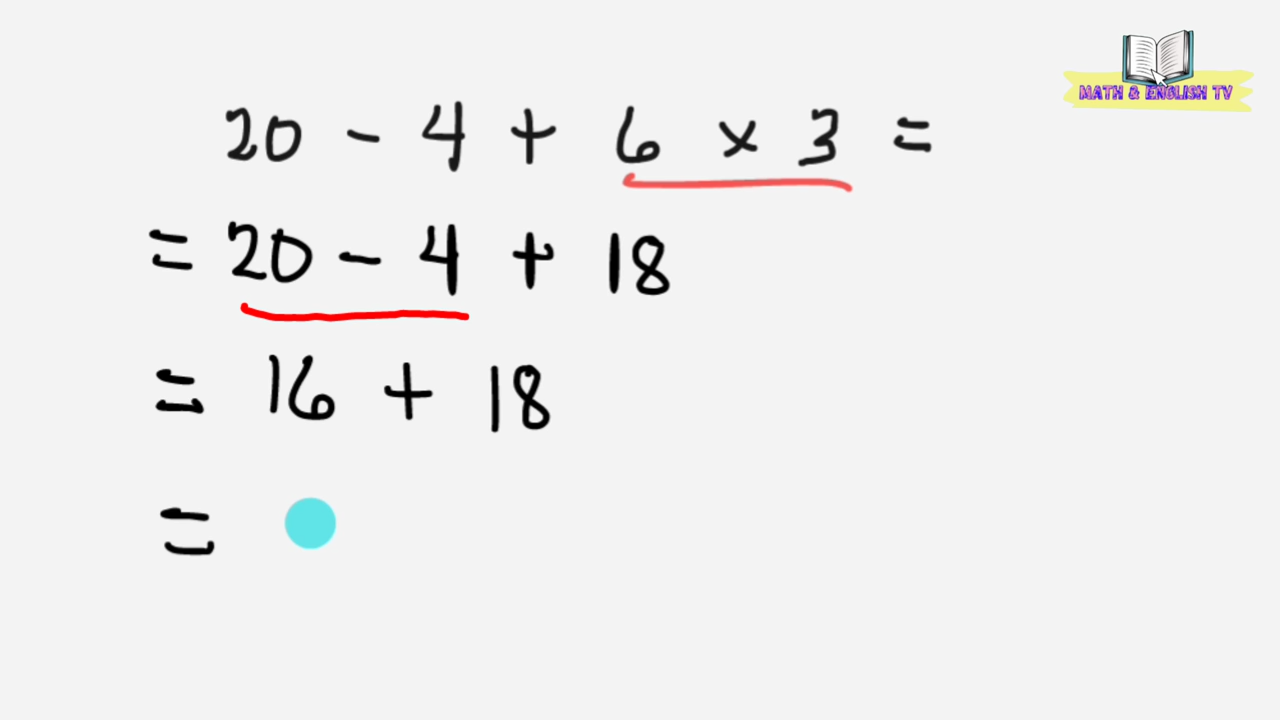 MATH & ENGLISH TV
20 - 4 + 6 × 3 =
= 20 - 4 + 18
= 16 + 18
=